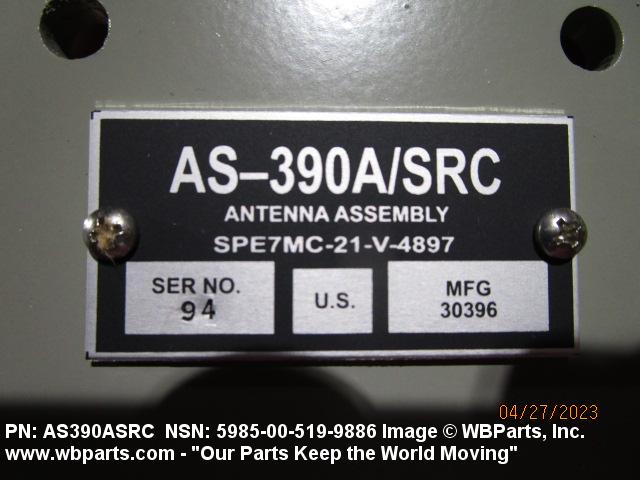 AS–390A/SRC
ANTENNA ASSEMBLY
SPE7MC-21-V-4897
SER NO.
94
U.S.
MFG
30396
04/27/2023
PN: AS390ASRC  NSN: 5985-00-519-9886 Image © WBParts, Inc.
www.wbparts.com - "Our Parts Keep the World Moving"